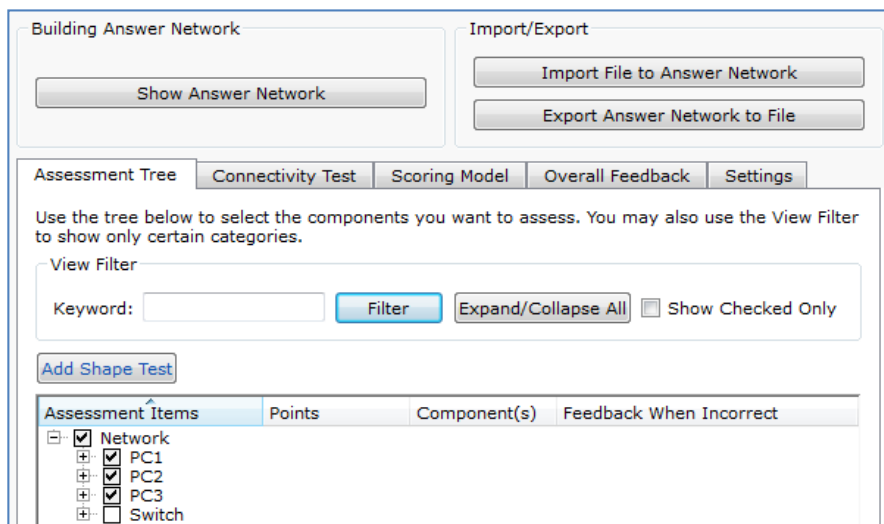 Building Answer Network
Import/Export
Show Answer Network
Import File to Answer Network
Export Answer Network to File
Assessment Tree
Connectivity Test
Scoring Model
Overall Feedback
Settings
Use the tree below to select the components you want to assess. You may also use the View Filter
to show only certain categories.
View Filter
Keyword:
Filter
Expand/Collapse All
Show Checked Only
Add Shape Test
Assessment Items
Points
Component(s)
Feedback When Incorrect
Network
PC1
PC2
PC3
Switch